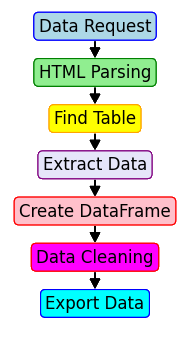 Data Request
HTML Parsing
Find Table
Extract Data
Create DataFrame
Data Cleaning
Export Data